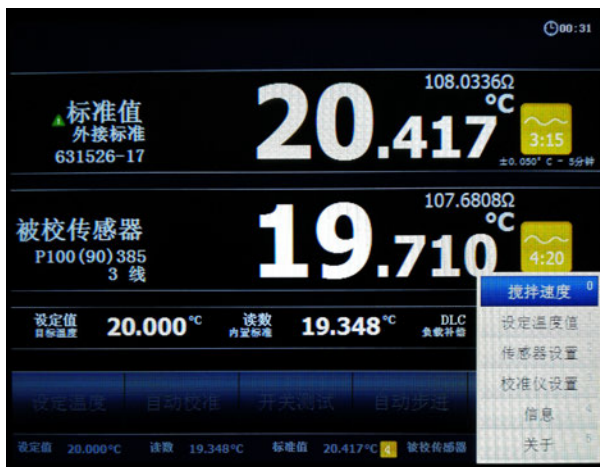 00:31
108.0336Ω
标准值
外接标准
631526-17
20.417 °C
3:15
±0.050° C - 5分钟
107.6808Ω
被校传感器
P100(90)385
3 线
19.710 °C
4:20
设定值
目标温度
20.000 °C
读数
内置标准
19.348 °C
DLC
负载补偿
搅拌速度 0
设定温度值
传感器设置
校准仪设置
信息 4
关于 5
设定温度 自动校准 开关测试 自动步进
设定值 20.000°C 读数 19.348°C 标准值 20.417°C 被校传感器